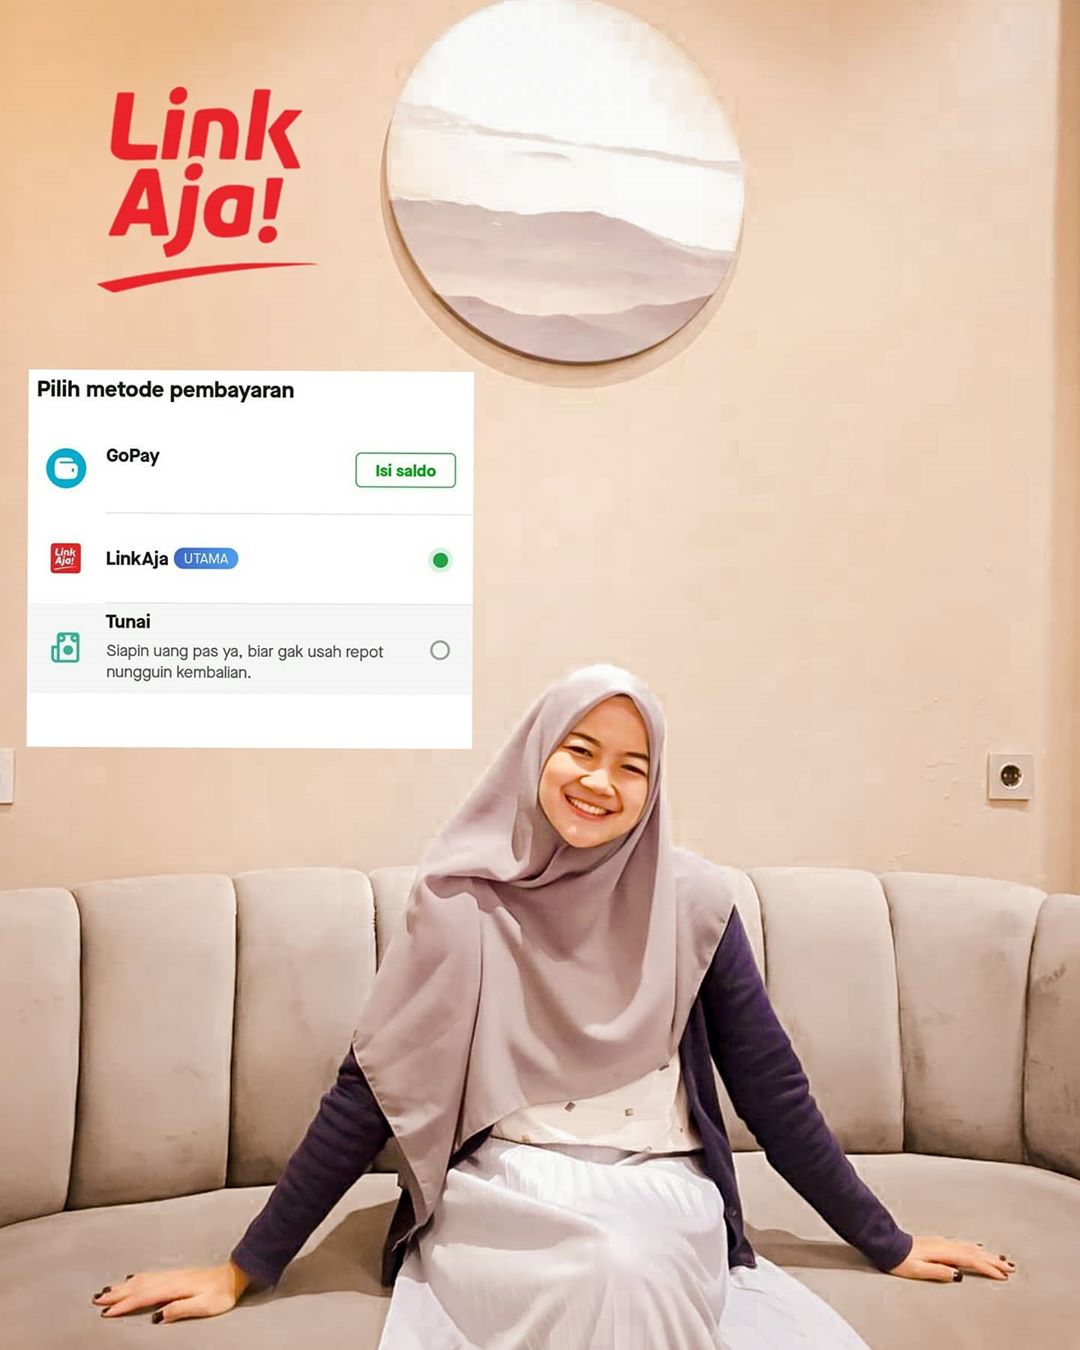 Link
Aja!
Pilih metode pembayaran
GoPay
Isi saldo
Link
Aja!
LinkAja UTAMA
Tunai
Siapin uang pas ya, biar gak usah repot
nungguin kembalian.